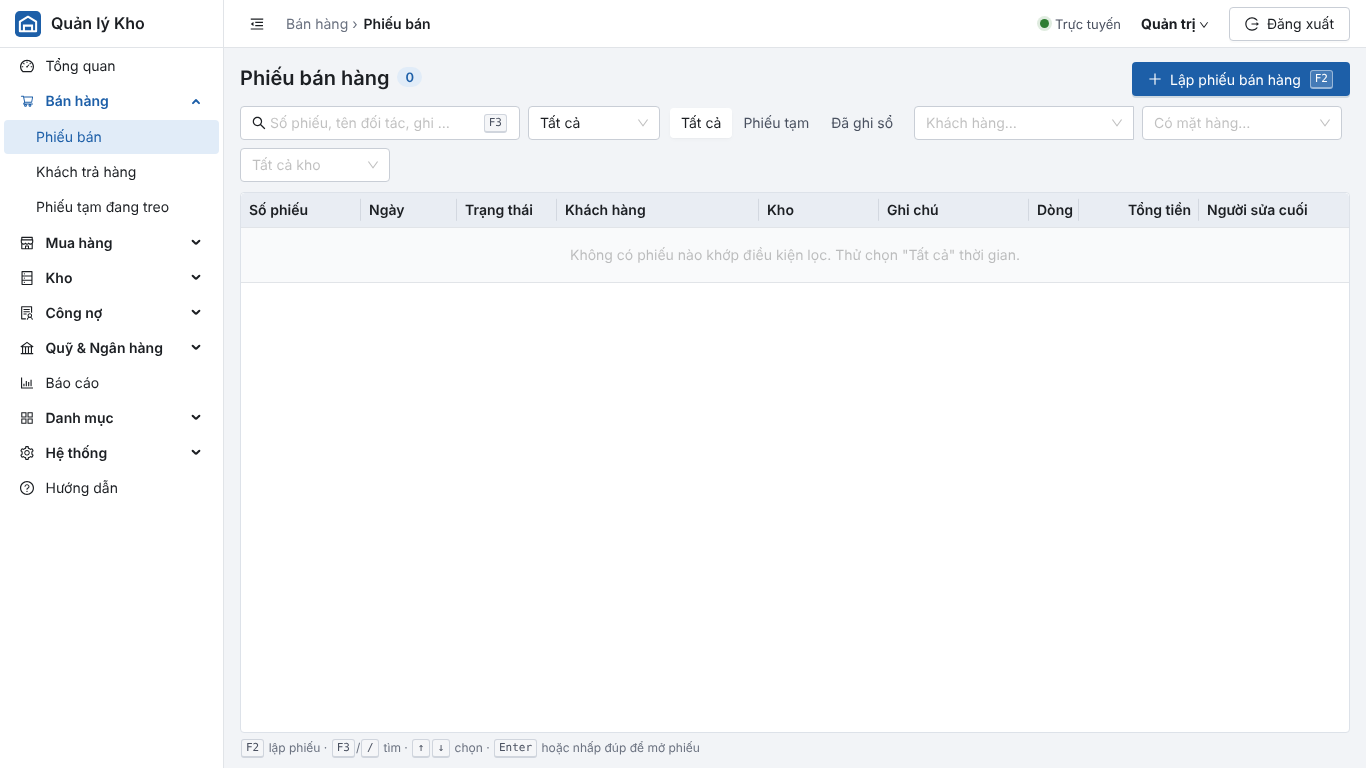 Quản lý Kho
Bán hàng › Phiếu bán
Trực tuyến
Quản trị
Đăng xuất
Tổng quan
Bán hàng
Phiếu bán
Khách trả hàng
Phiếu tạm đang treo
Mua hàng
Kho
Công nợ
Quỹ & Ngân hàng
Báo cáo
Danh mục
Hệ thống
Hướng dẫn
Phiếu bán hàng 0
Lập phiếu bán hàng F2
Số phiếu, tên đối tác, ghi ... F3
Tất cả
Tất cả Phiếu tạm Đã ghi sổ
Khách hàng...
Có mặt hàng...
Tất cả kho
Số phiếu Ngày Trạng thái Khách hàng Kho Ghi chú Dòng Tổng tiền Người sửa cuối
Không có phiếu nào khớp điều kiện lọc. Thử chọn "Tất cả" thời gian.
F2 lập phiếu · F3 / / tìm · ↑ ↓ chọn · Enter hoặc nhấp đúp để mở phiếu